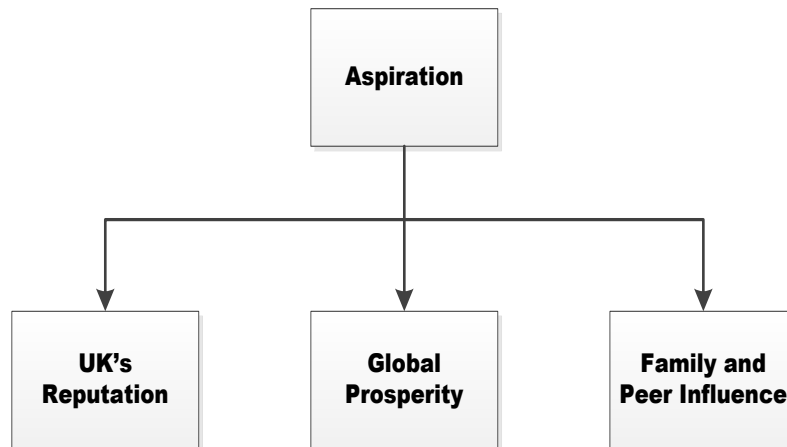 Aspiration
UK's
Reputation
Global
Prosperity
Family and
Peer Influence